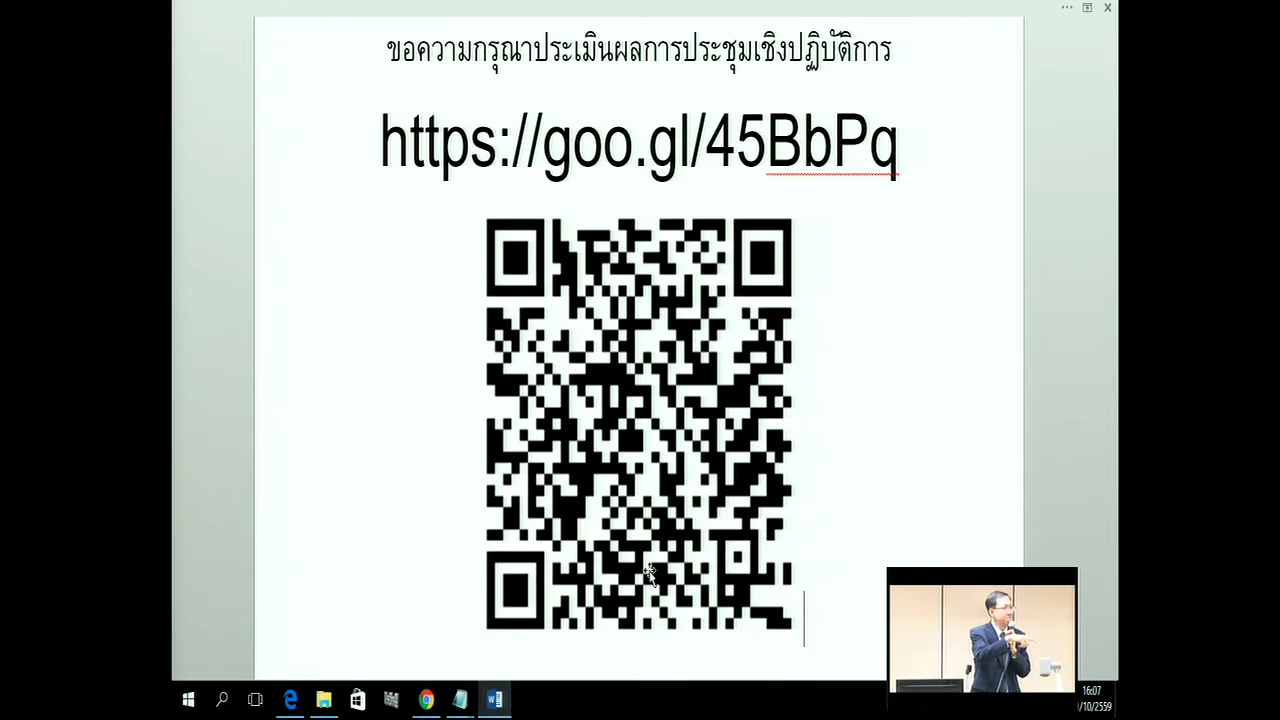 ขอความกรุณาประเมินผลการประชุมเชิงปฏิบัติการ
https://goo.gl/45BbPq
16:07
/10/2559